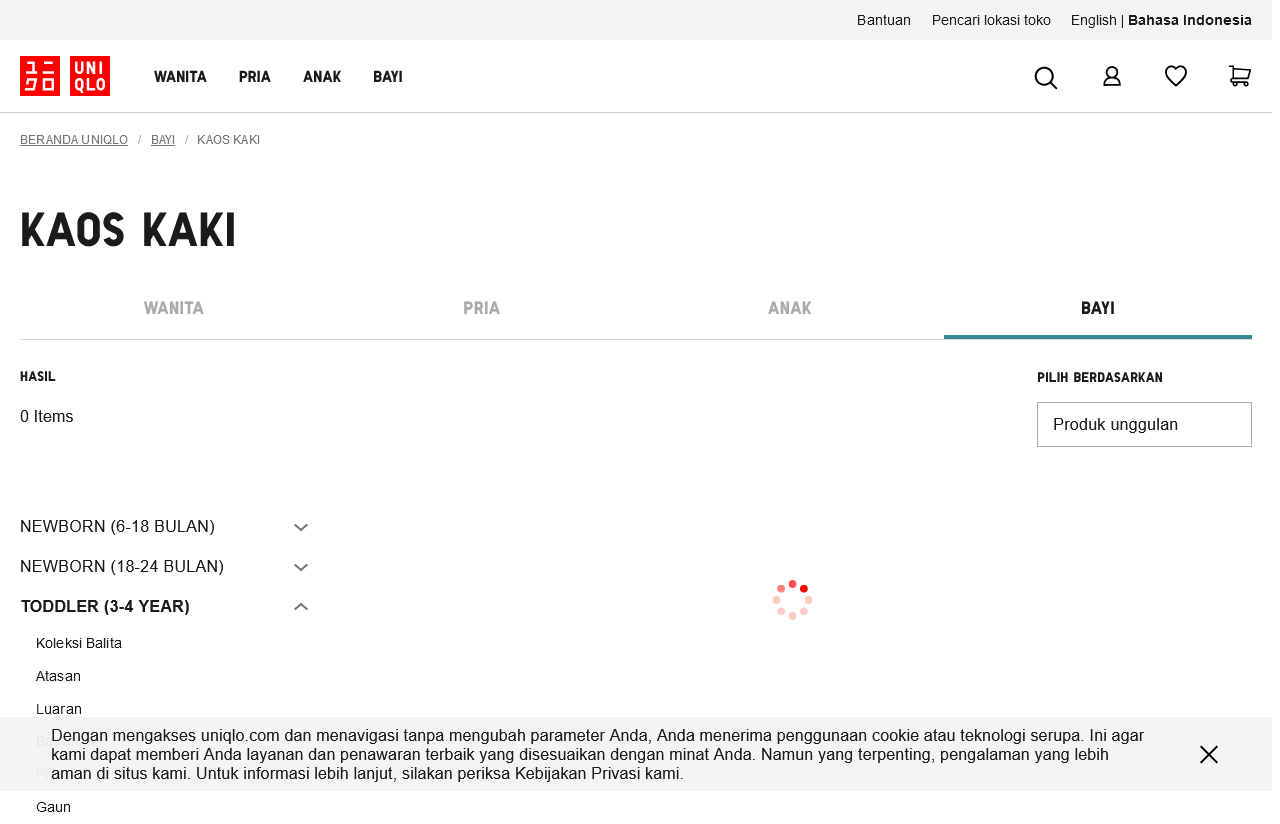 Bantuan Pencari lokasi toko English | Bahasa Indonesia
ユニクロ UNIQLO WANITA PRIA ANAK BAYI
BERANDA UNIQLO / BAYI / KAOS KAKI
KAOS KAKI
WANITA PRIA ANAK BAYI
HASIL
PILIH BERDASARKAN
0 Items
Produk unggulan
NEWBORN (6-18 BULAN)
NEWBORN (18-24 BULAN)
TODDLER (3-4 YEAR)
Koleksi Balita
Atasan
Luaran
Dengan mengakses uniqlo.com dan menavigasi tanpa mengubah parameter Anda, Anda menerima penggunaan cookie atau teknologi serupa. Ini agar
kami dapat memberi Anda layanan dan penawaran terbaik yang disesuaikan dengan minat Anda. Namun yang terpenting, pengalaman yang lebih
aman di situs kami. Untuk informasi lebih lanjut, silakan periksa Kebijakan Privasi kami.
Gaun